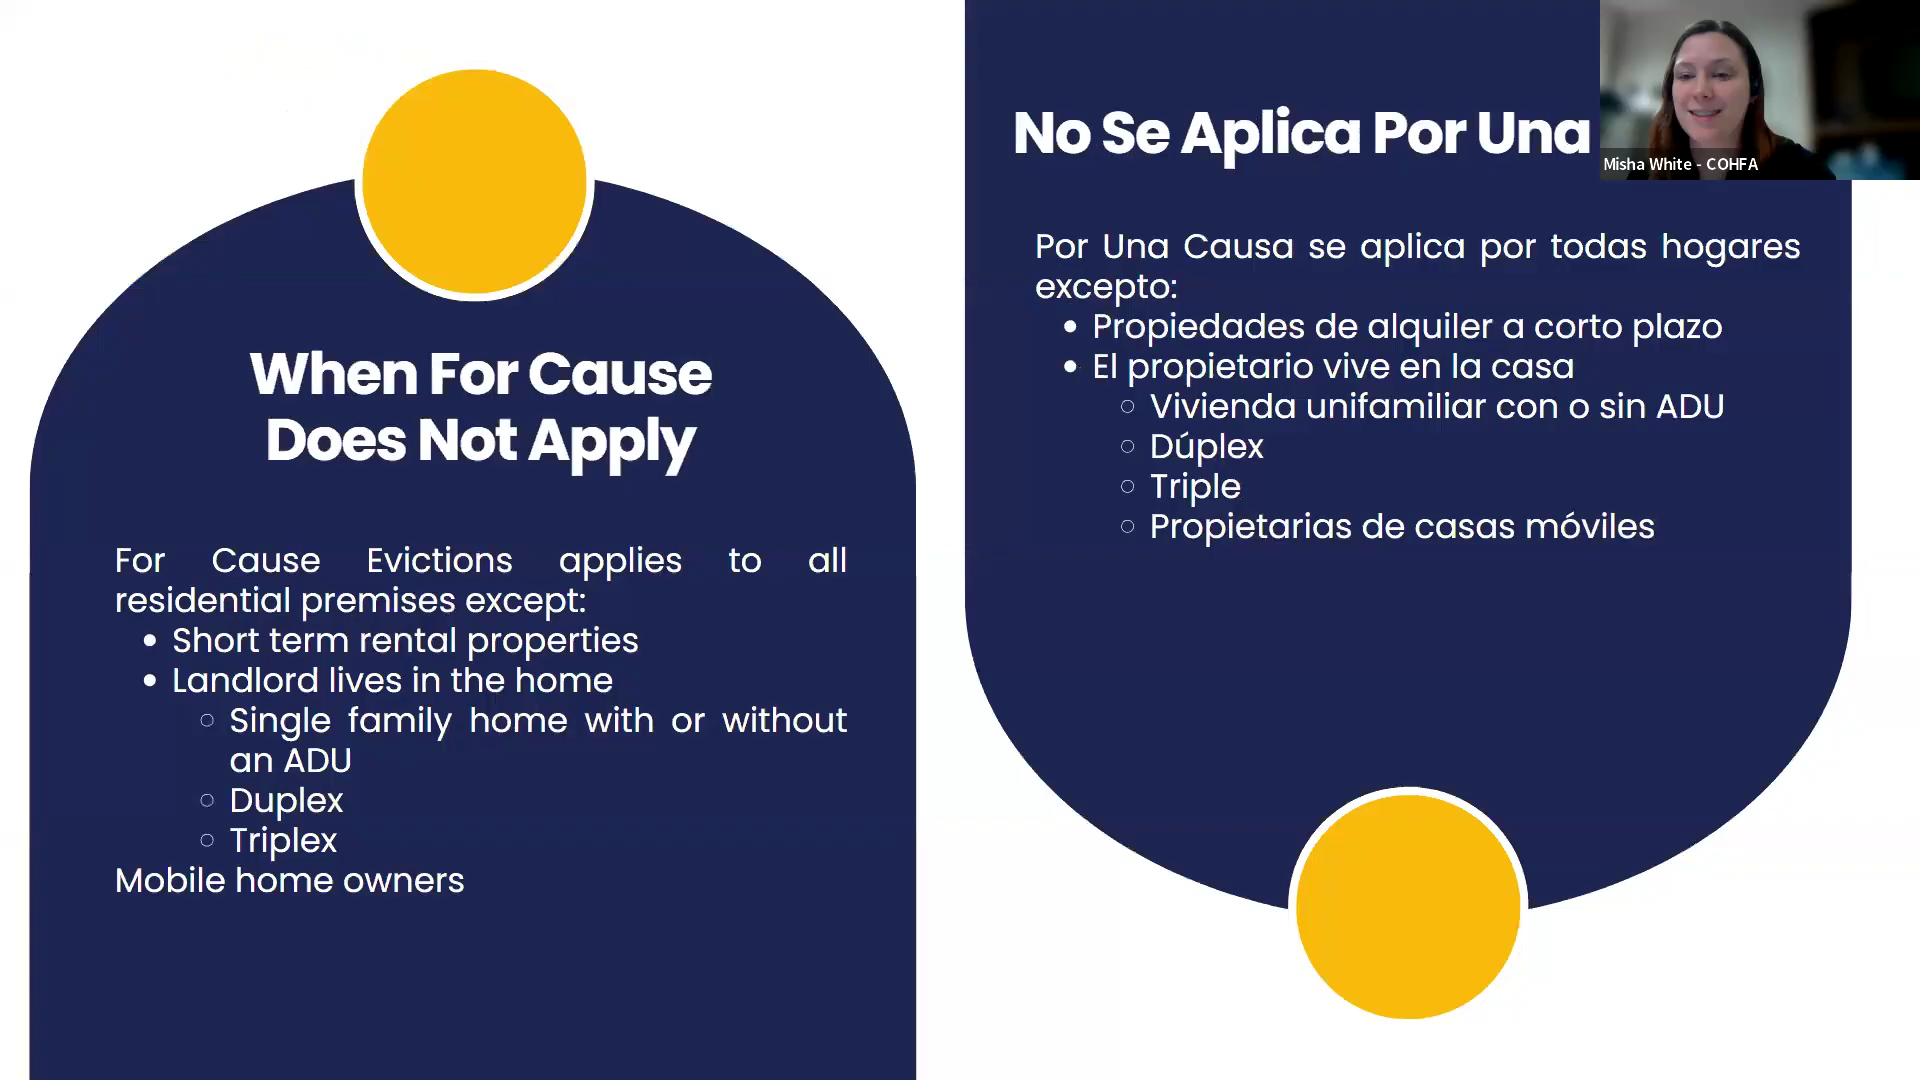 When For Cause
Does Not Apply
For Cause Evictions applies to all
residential premises except:
• Short term rental properties
• Landlord lives in the home
○ Single family home with or without
an ADU
○ Duplex
○ Triplex
Mobile home owners
No Se Aplica Por Una
Por Una Causa se aplica por todas hogares
excepto:
• Propiedades de alquiler a corto plazo
• El propietario vive en la casa
○ Vivienda unifamiliar con o sin ADU
○ Dúplex
○ Triple
○ Propietarias de casas móviles
Misha White - COHFA